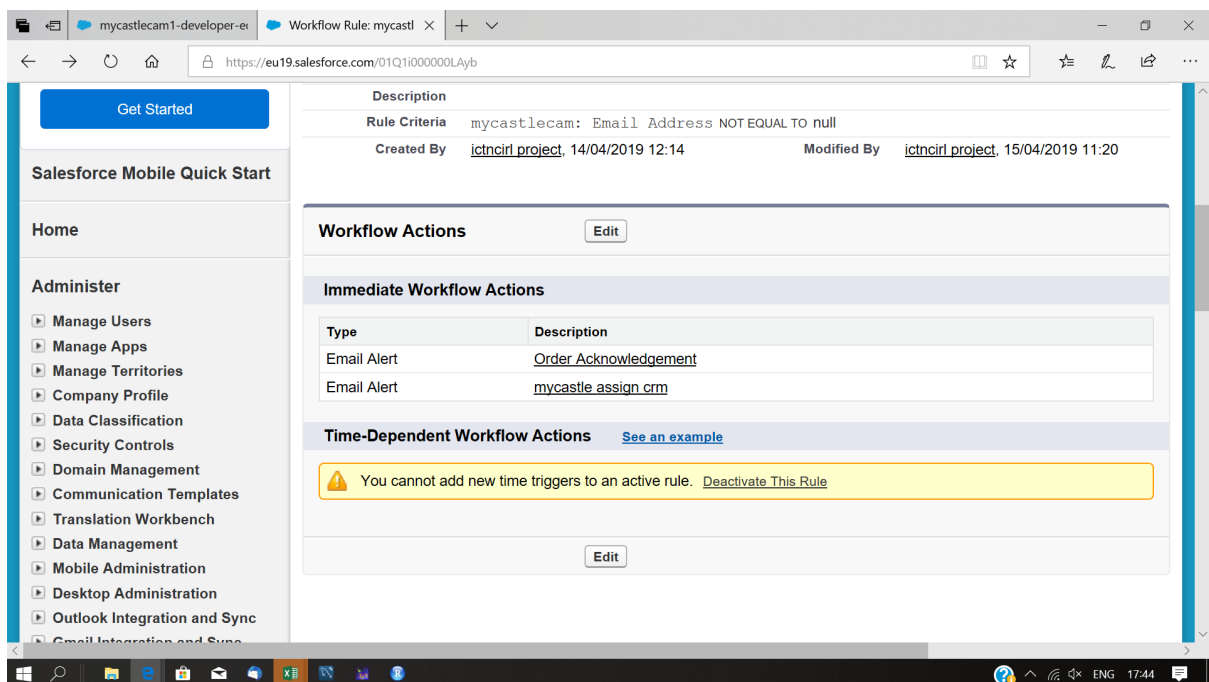 mycastlecam1-developer-ec
Workflow Rule: mycastl
https://eu19.salesforce.com/01Q1i000000LAyb
Get Started
Salesforce Mobile Quick Start
Home
Administer
Manage Users
Manage Apps
Manage Territories
Company Profile
Data Classification
Security Controls
Domain Management
Communication Templates
Translation Workbench
Data Management
Mobile Administration
Desktop Administration
Outlook Integration and Sync
Gmail Integration and Sync
Description
Rule Criteria mycastlecam: Email Address NOT EQUAL TO null
Created By ictncirl project, 14/04/2019 12:14 Modified By ictncirl project, 15/04/2019 11:20
Workflow Actions Edit
Immediate Workflow Actions
Type Description
Email Alert Order Acknowledgement
Email Alert mycastle assign crm
Time-Dependent Workflow Actions See an example
You cannot add new time triggers to an active rule. Deactivate This Rule
Edit
ENG 17:44